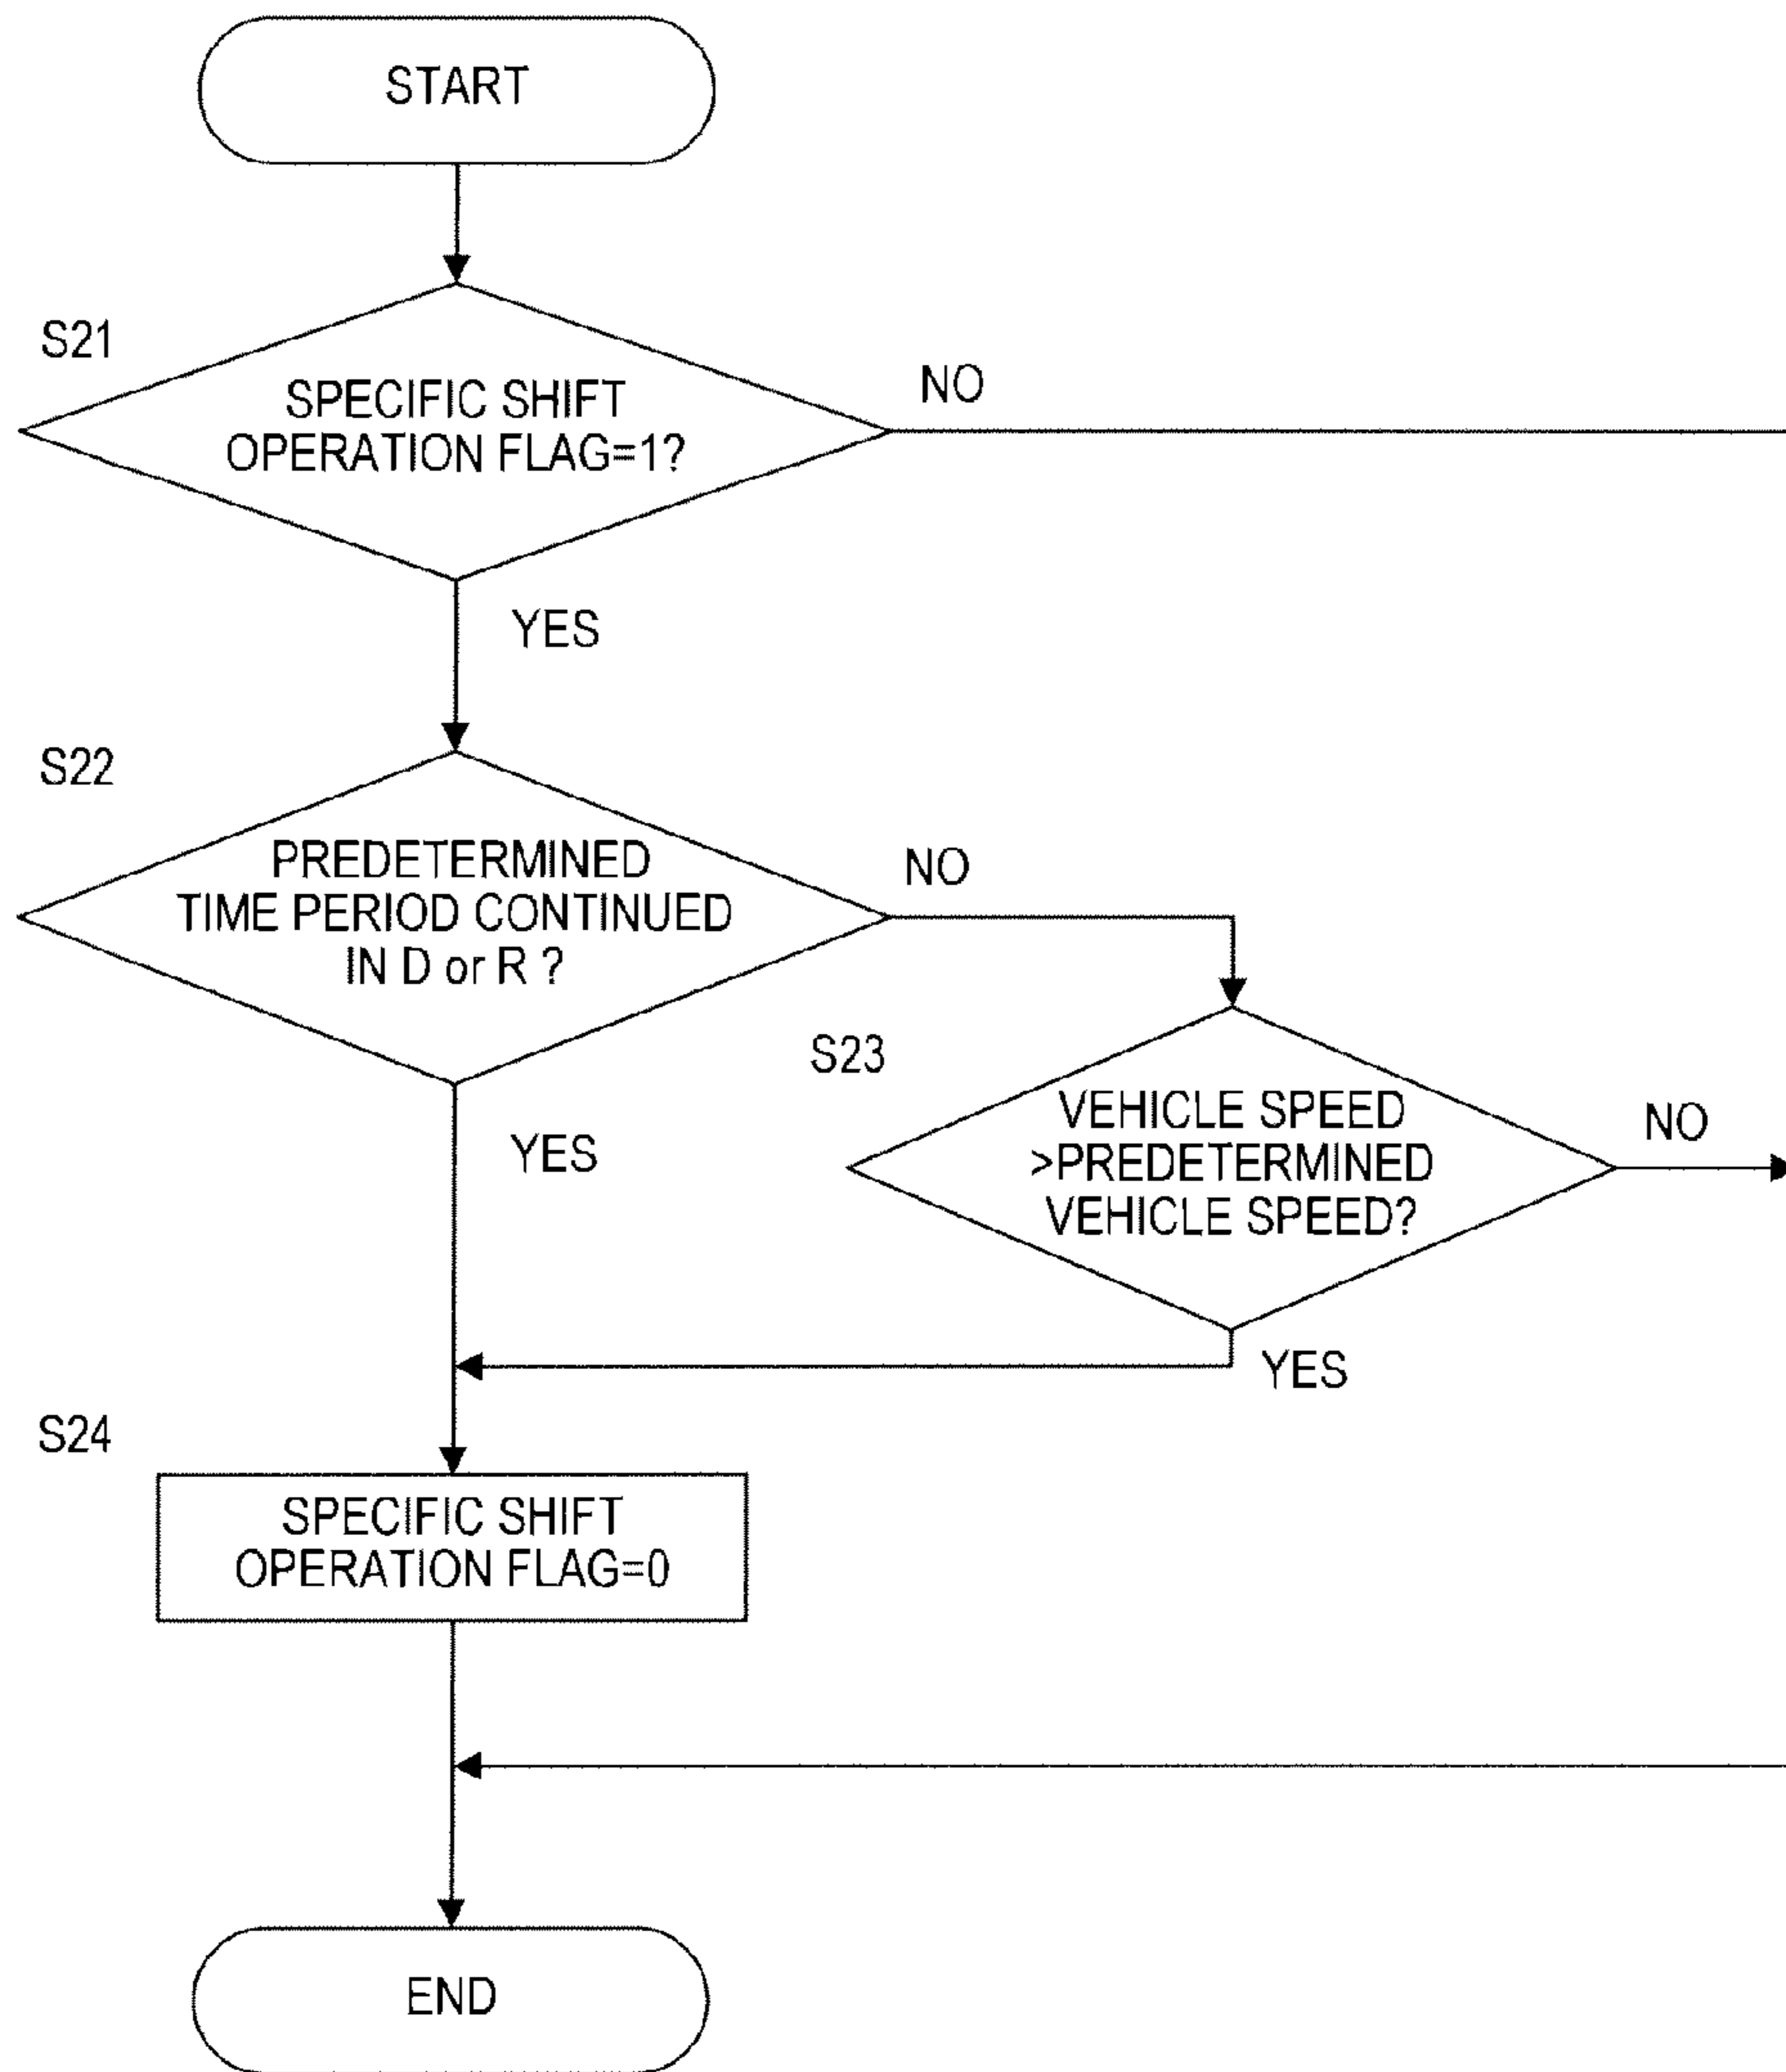 START
S21
SPECIFIC SHIFT
OPERATION FLAG=1?
NO
YES
S22
PREDETERMINED
TIME PERIOD CONTINUED
IN D or R ?
NO
YES
S23
VEHICLE SPEED
>PREDETERMINED
VEHICLE SPEED?
NO
YES
S24
SPECIFIC SHIFT
OPERATION FLAG=0
END